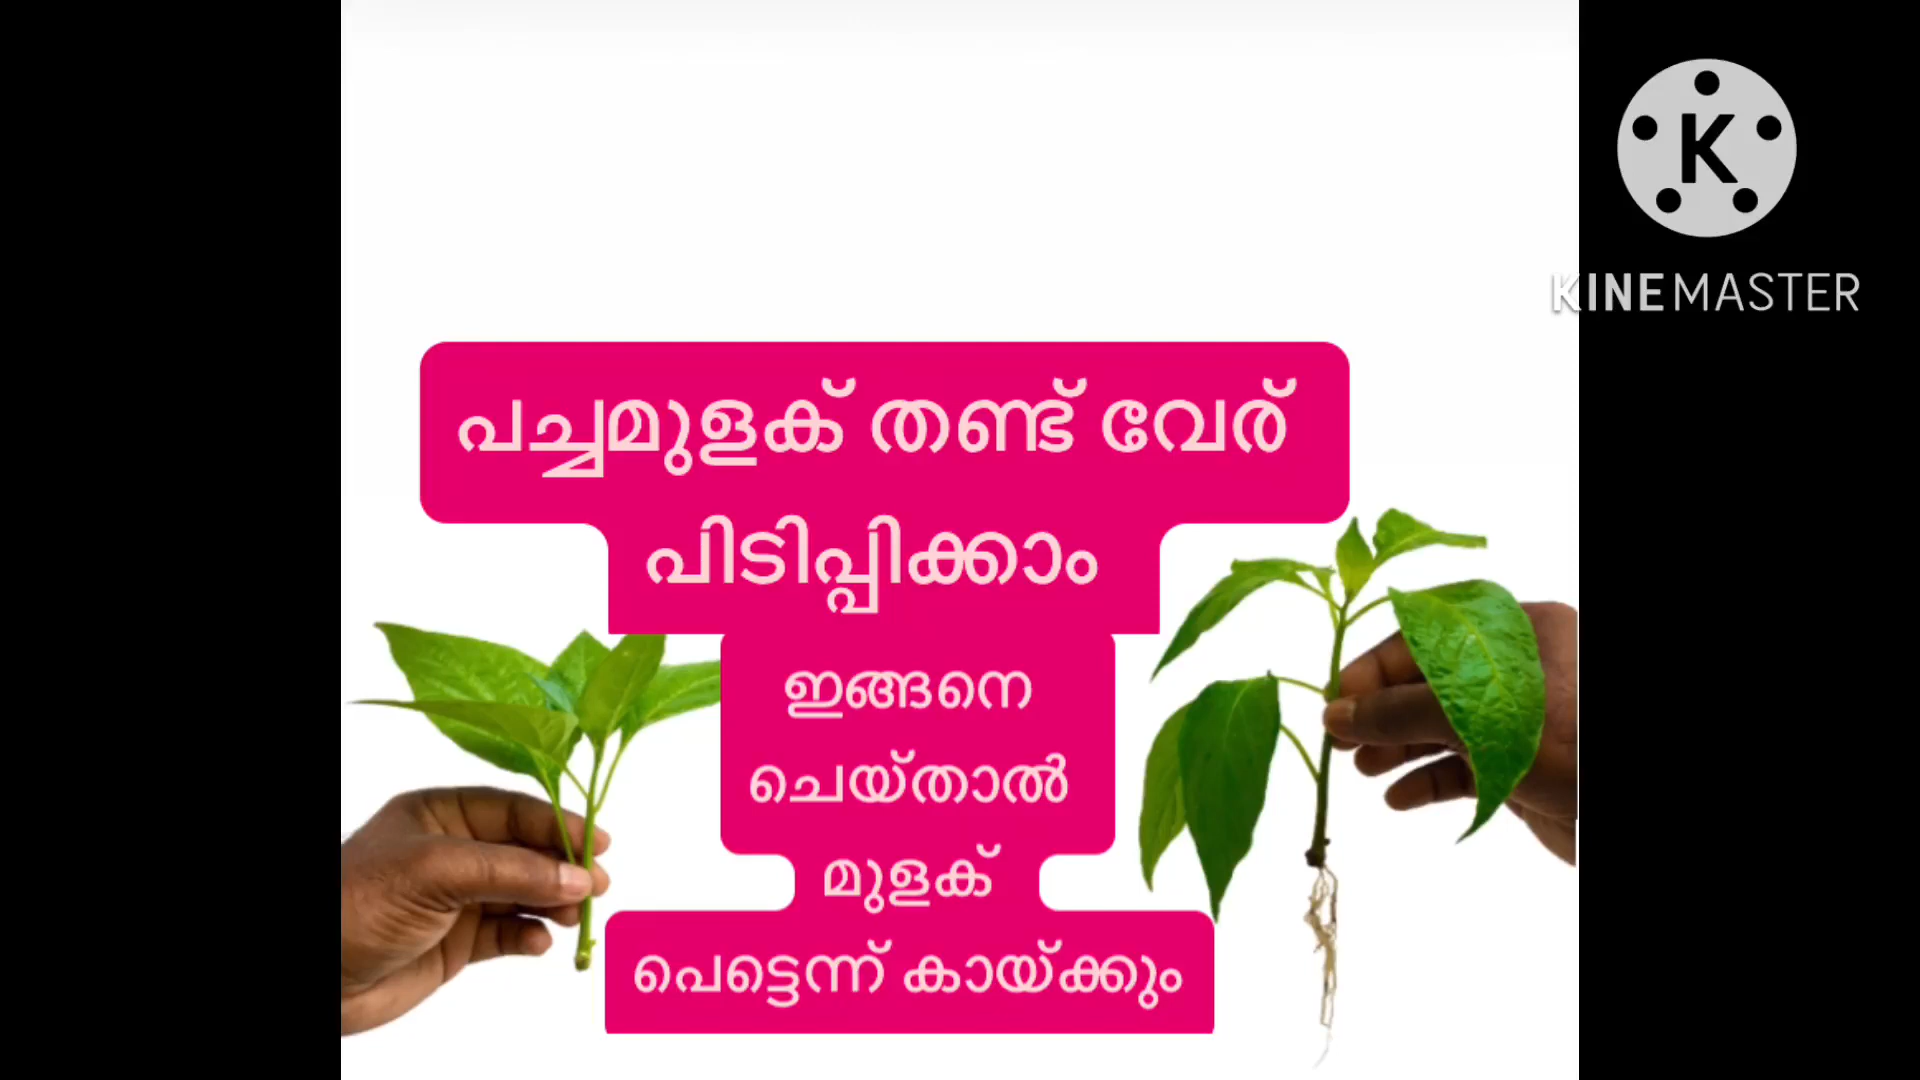 പച്ചമുളക് തണ്ട് വേര്
പിടിപ്പിക്കാം
ഇങ്ങനെ
ചെയ്താൽ
മുളക്
പെട്ടെന്ന് കായ്ക്കും
K
KINEMASTER